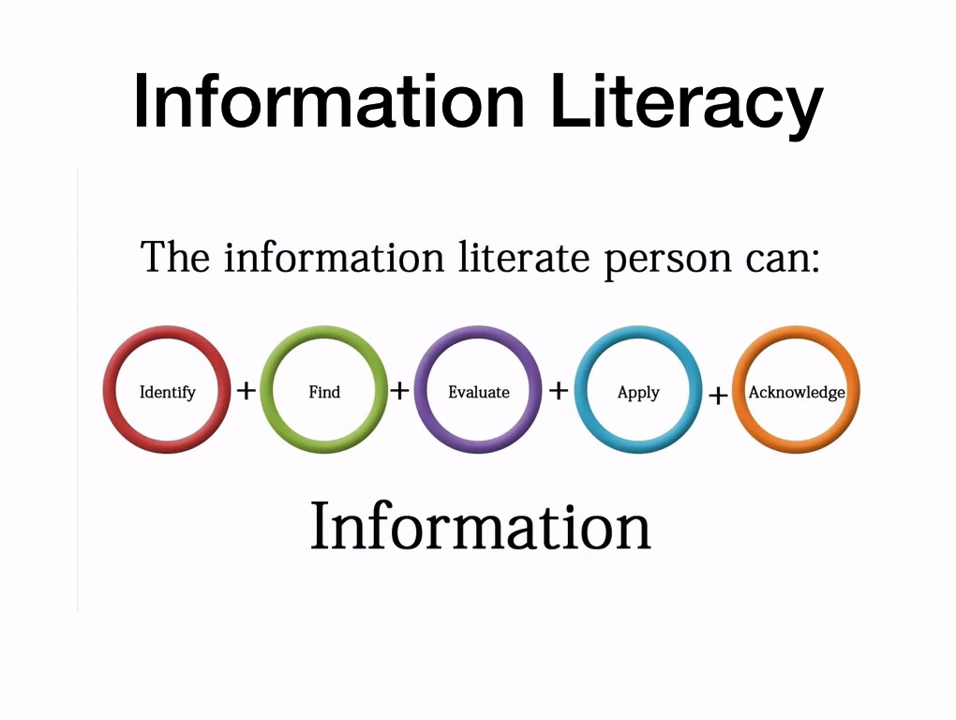 Information Literacy
The information literate person can:
Identify + Find + Evaluate + Apply + Acknowledge
Information